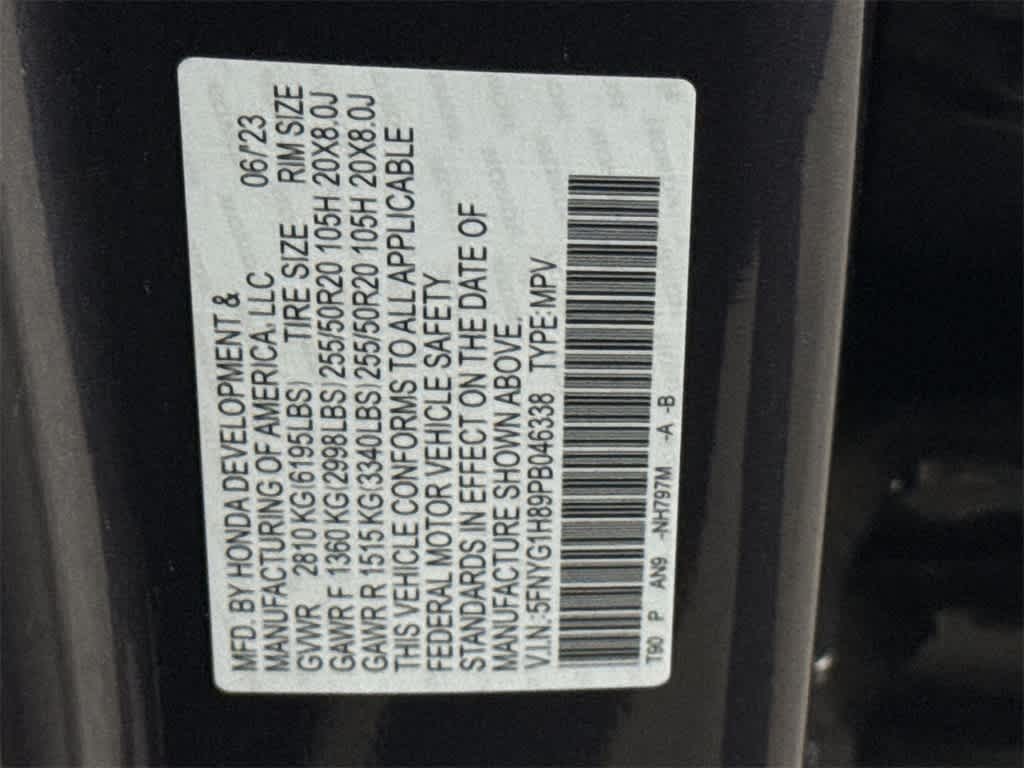 MFD. BY HONDA DEVELOPMENT & 06/'23
MANUFACTURING OF AMERICA, LLC
GVWR 2810 KG(6195LBS) TIRE SIZE RIM SIZE
GAWR F 1360 KG(2998LBS)255/50R20 105H 20X8.0J
GAWR R 1515 KG(3340LBS)255/50R20 105H 20X8.0J
THIS VEHICLE CONFORMS TO ALL APPLICABLE
FEDERAL MOTOR VEHICLE SAFETY
STANDARDS IN EFFECT ON THE DATE OF
MANUFACTURE SHOWN ABOVE.
V.I.N.:5FNYG1H89PB046338 TYPE:MPV
T90 P AN9 -NH797M -A -B